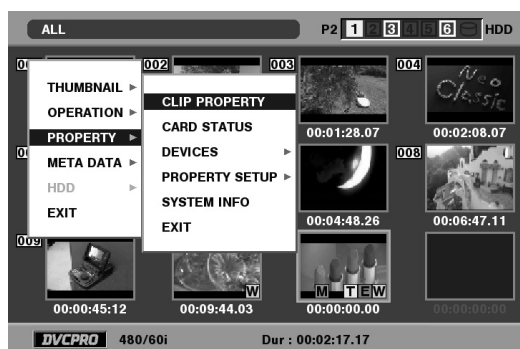 ALL
P2 1 2 3 4 5 6 HDD
002
003
004
THUMBNAIL
OPERATION
PROPERTY
META DATA
HDD
EXIT
CLIP PROPERTY
CARD STATUS
DEVICES
PROPERTY SETUP
SYSTEM INFO
EXIT
Neo
Classic
00:01:28.07
00:02:08.07
008
00:04:48.26
00:06:47.11
009
W
M T E W
00:00:45:12
00:09:44.03
00:00:00.00
00:00:00:00
DVCPRO 480/60i Dur : 00:02:17.17